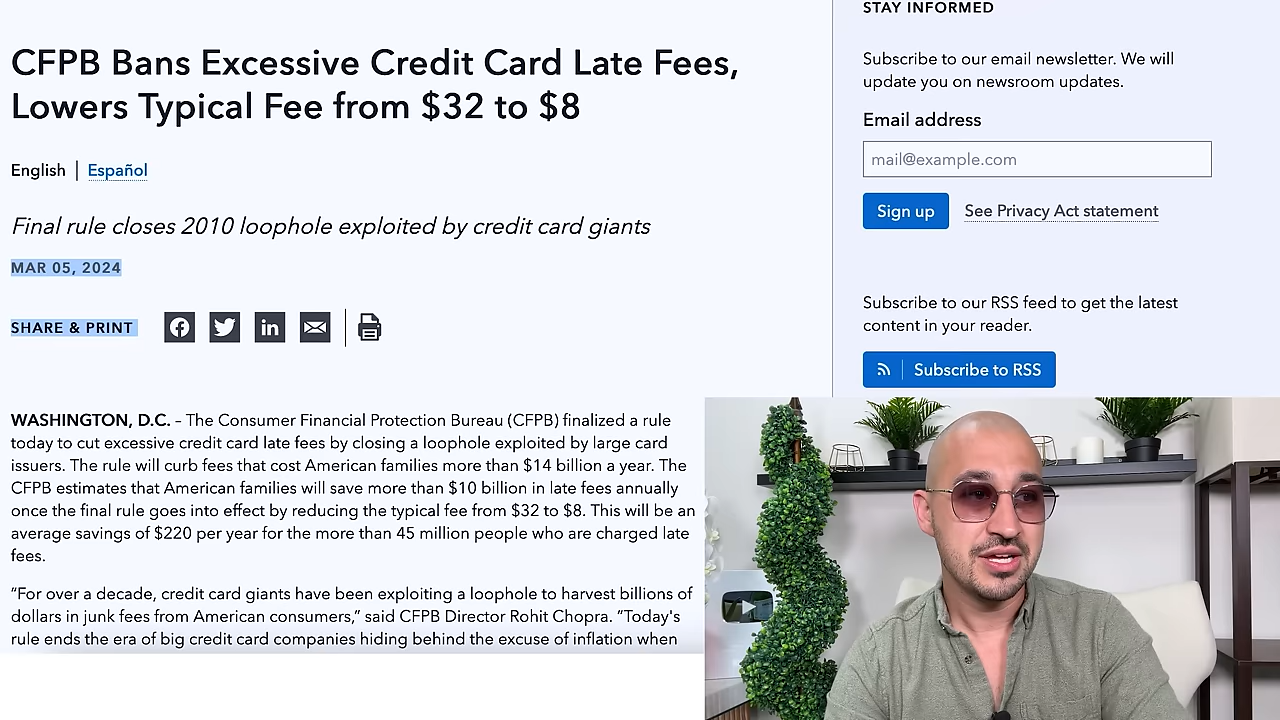 CFPB Bans Excessive Credit Card Late Fees,
Lowers Typical Fee from $32 to $8
English | Español
Final rule closes 2010 loophole exploited by credit card giants
MAR 05, 2024
SHARE & PRINT
WASHINGTON, D.C. – The Consumer Financial Protection Bureau (CFPB) finalized a rule
today to cut excessive credit card late fees by closing a loophole exploited by large card
issuers. The rule will curb fees that cost American families more than $14 billion a year. The
CFPB estimates that American families will save more than $10 billion in late fees annually
once the final rule goes into effect by reducing the typical fee from $32 to $8. This will be an
average savings of $220 per year for the more than 45 million people who are charged late
fees.
“For over a decade, credit card giants have been exploiting a loophole to harvest billions of
dollars in junk fees from American consumers,” said CFPB Director Rohit Chopra. “Today's
rule ends the era of big credit card companies hiding behind the excuse of inflation when
STAY INFORMED
Subscribe to our email newsletter. We will
update you on newsroom updates.
Email address
mail@example.com
Sign up See Privacy Act statement
Subscribe to our RSS feed to get the latest
content in your reader.
Subscribe to RSS